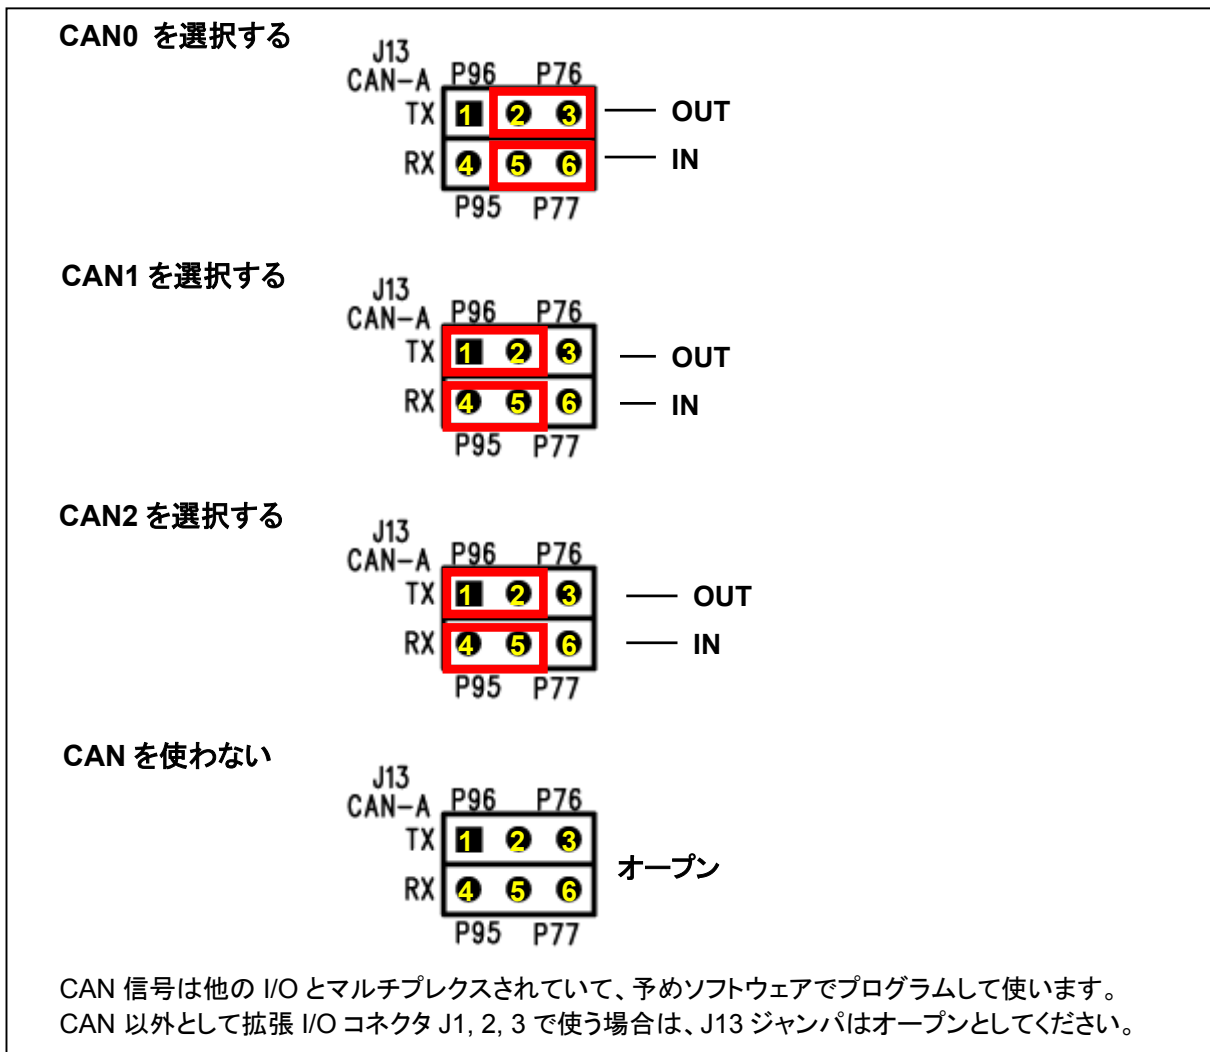 CAN0 を選択する
J13
CAN-A P96 P76
TX 1 2 3 OUT
RX 4 5 6 IN
P95 P77
CAN1 を選択する
J13
CAN-A P96 P76
TX 1 2 3 OUT
RX 4 5 6 IN
P95 P77
CAN2 を選択する
J13
CAN-A P96 P76
TX 1 2 3 OUT
RX 4 5 6 IN
P95 P77
CAN を使わない
J13
CAN-A P96 P76
TX 1 2 3
オープン
RX 4 5 6
P95 P77
CAN 信号は他の I/O とマルチプレクスされていて、予めソフトウェアでプログラムして使います。
CAN 以外として拡張 I/O コネクタ J1, 2, 3 で使う場合は、J13 ジャンパはオープンとしてください。